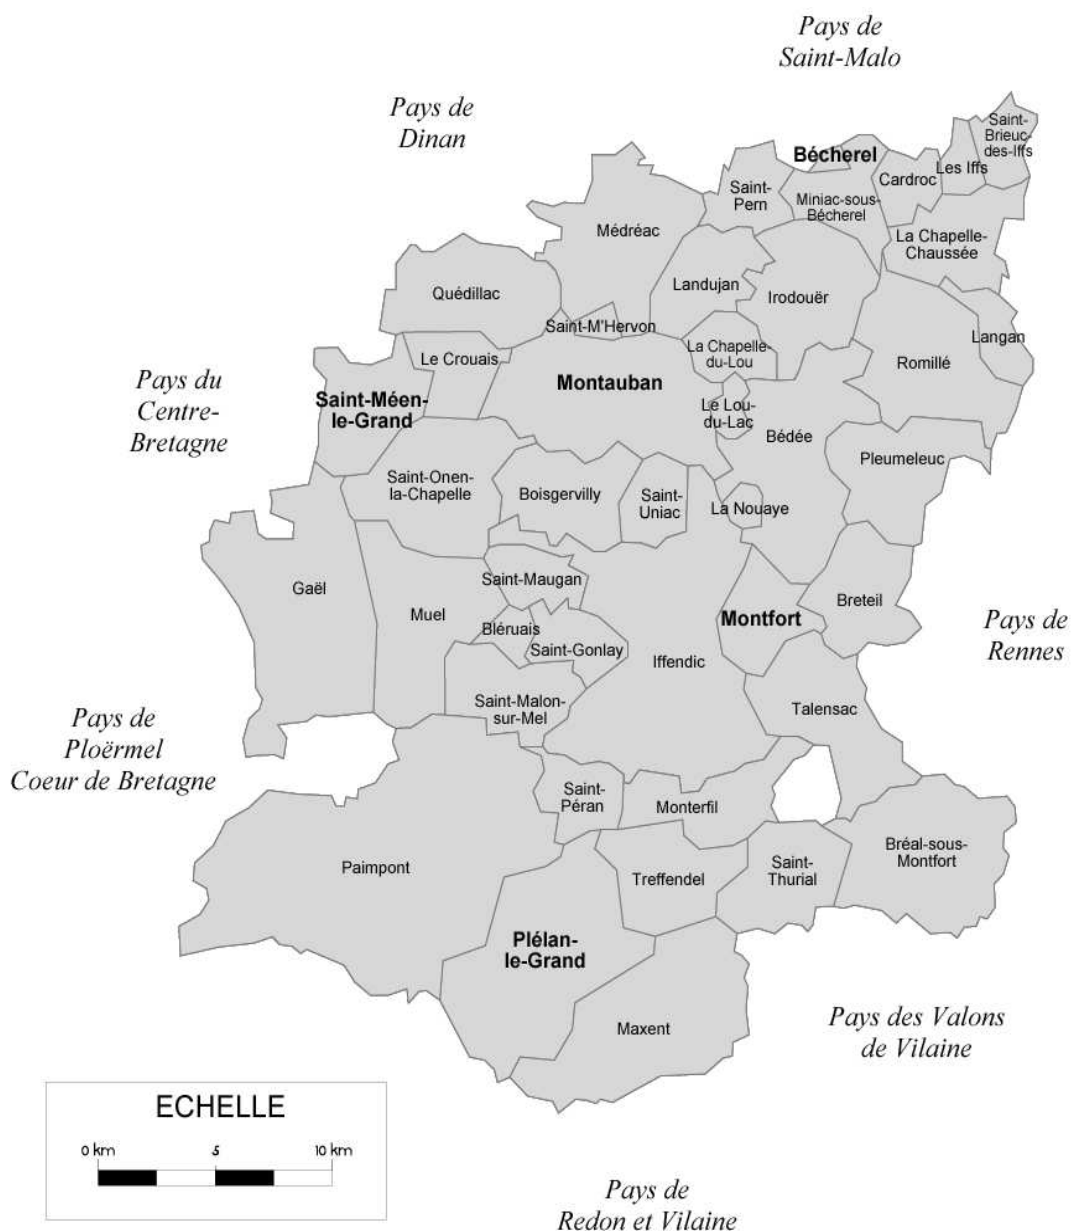 Pays de
Saint-Malo
Pays de
Dinan
Saint-
Brieuc-
des-Iffs
Bécherel
Les Iffs
Cardroc
Saint-
Pern
Miniac-sous-
Bécherel
Médréac
La Chapelle-
Chaussée
Landujan
Irodouër
Quédillac
Saint-M'Hervon
Langan
La Chapelle-
du-Lou
Romillé
Le Crouais
Montauban
Pays du
Centre-
Bretagne
Saint-Méen-
le-Grand
Le Lou-
du-Lac
Bédée
Pleumeleuc
Saint-Onen-
la-Chapelle
Boisgervilly
Saint-
Uniac
La Nouaye
Gaël
Saint-Maugan
Muel
Breteil
Montfort
Pays de
Rennes
Bléruais
Saint-Gonlay
Iffendic
Saint-Malon-
sur-Mel
Talensac
Pays de
Ploërmel
Coeur de Bretagne
Saint-
Péran
Monterfil
Bréal-sous-
Montfort
Paimpont
Treffendel
Saint-
Thurial
Plélan-
le-Grand
Maxent
Pays des Valons
de Vilaine
ECHELLE
0 km 5 10 km
Pays de
Redon et Vilaine